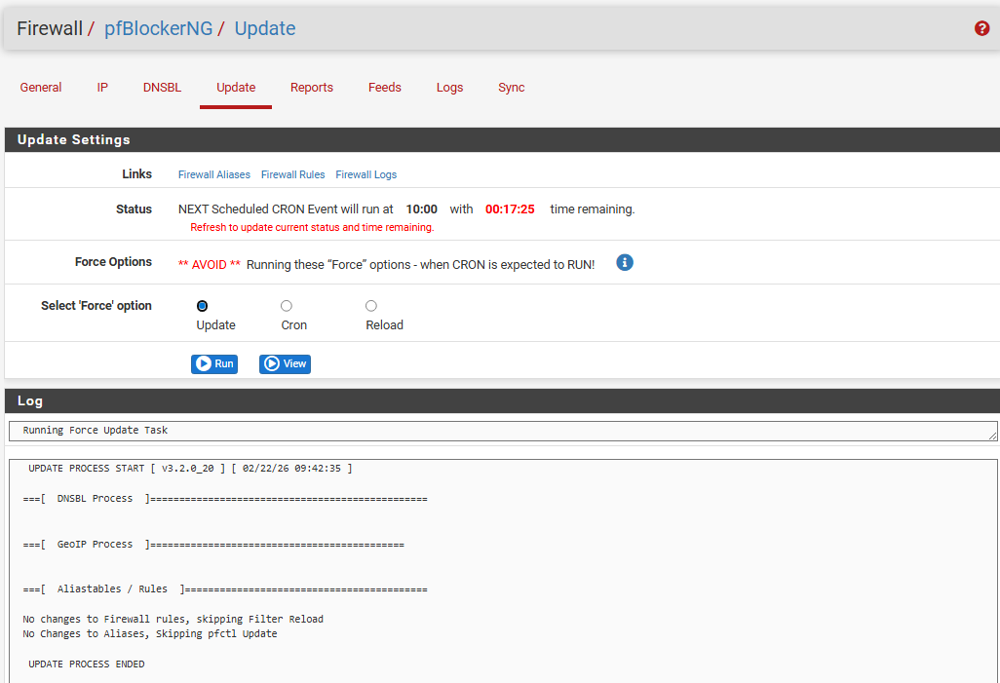 Firewall / pfBlockerNG / Update
General IP DNSBL Update Reports Feeds Logs Sync
Update Settings
Links Firewall Aliases Firewall Rules Firewall Logs
Status NEXT Scheduled CRON Event will run at 10:00 with 00:17:25 time remaining.
Refresh to update current status and time remaining.
Force Options ** AVOID ** Running these "Force" options - when CRON is expected to RUN!
Select 'Force' option
Update Cron Reload
Run View
Log
Running Force Update Task
UPDATE PROCESS START [ v3.2.0_20 ] [ 02/22/26 09:42:35 ]
===[ DNSBL Process ]================================================
===[ GeoIP Process ]============================================
===[ Aliastables / Rules ]==========================================
No changes to Firewall rules, skipping Filter Reload
No Changes to Aliases, Skipping pfctl Update
UPDATE PROCESS ENDED